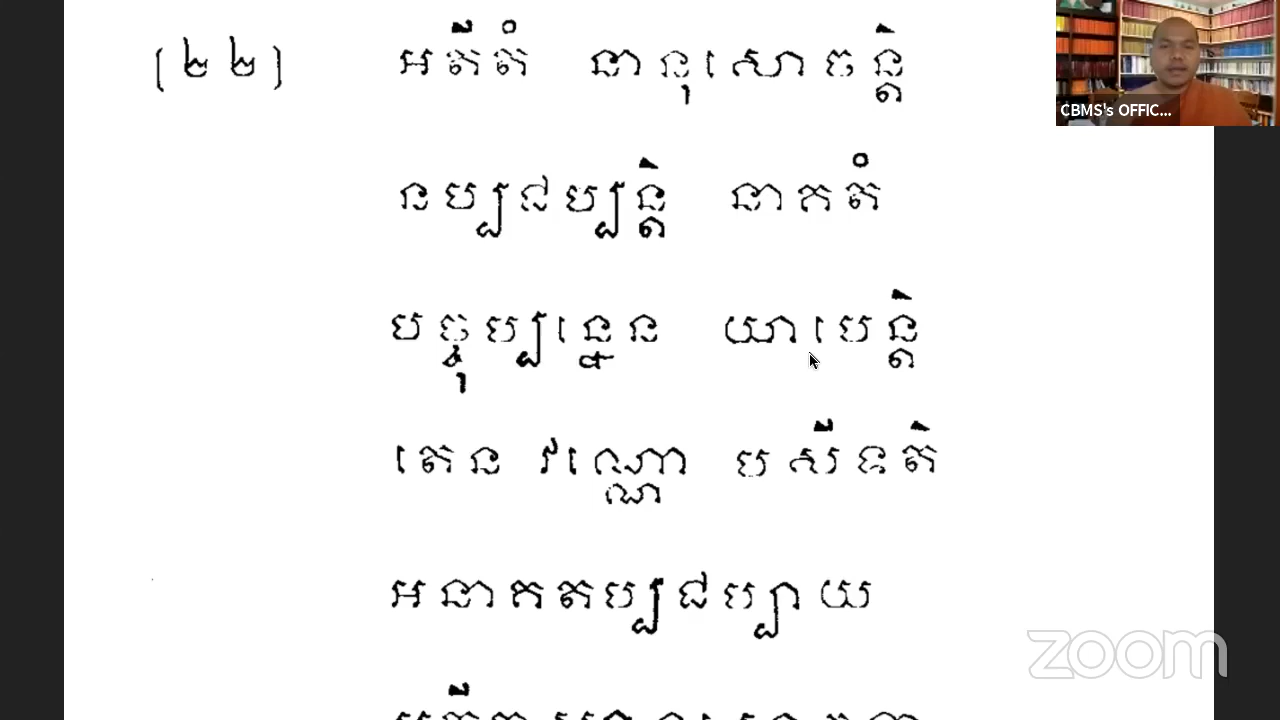 [ ២ ២ ] អតីតំ នានុសោចន្តិ
CBMS's OFFIC...
នប្បជប្បន្តិ នាគតំ
បច្ចុប្បន្នេន យាបេន្តិ
តេន វណ្ណោ បសីទតិ
អនាគតប្បជប្បាយ
zoom